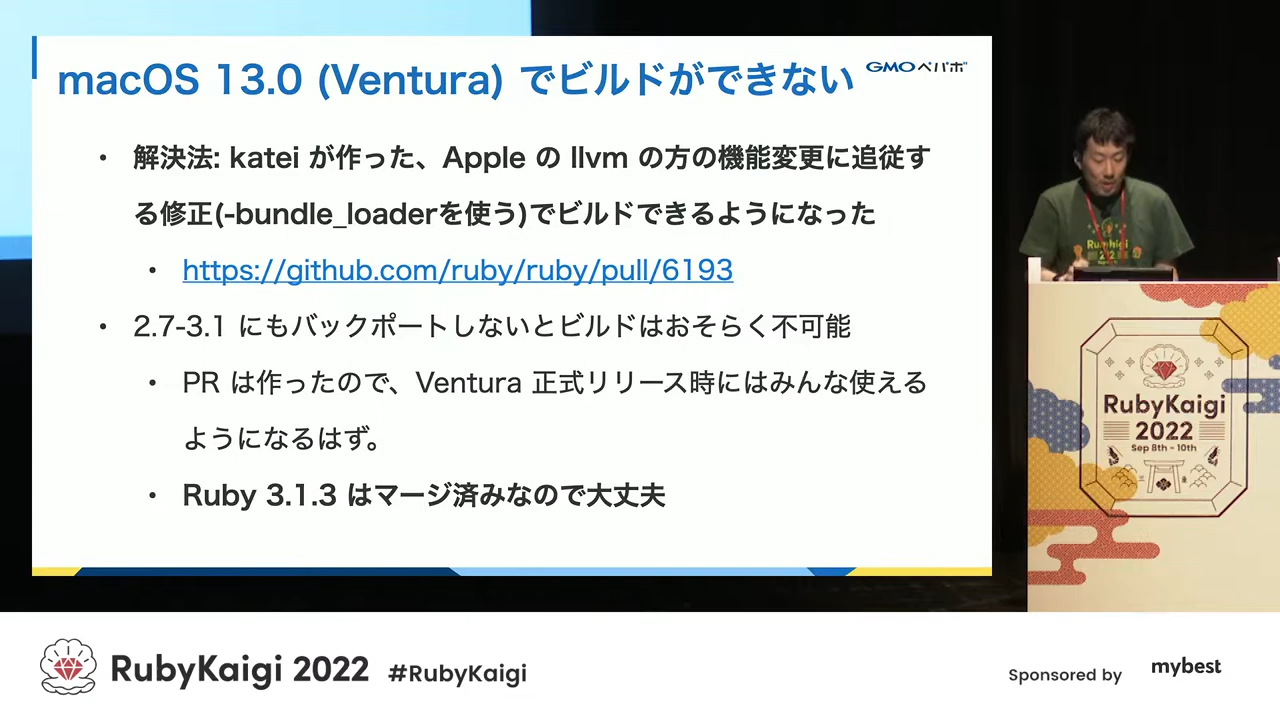 macOS 13.0 (Ventura) でビルドができない
GMOペパボ
・ 解決法: katei が作った、Apple の llvm の方の機能変更に追従す
る修正(-bundle_loaderを使う)でビルドできるようになった
・ https://github.com/ruby/ruby/pull/6193
・ 2.7-3.1 にもバックポートしないとビルドはおそらく不可能
・ PR は作ったので、Ventura 正式リリース時にはみんな使える
ようになるはず。
・ Ruby 3.1.3 はマージ済みなので大丈夫
RubyKaigi
2022
Sep 8th - 10th
RubyKaigi 2022 #RubyKaigi
Sponsored by mybest